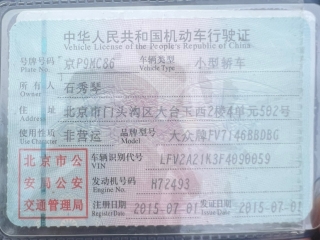 中华人民共和国机动车行驶证
Vehicle License of the People's Republic of China
号牌号码 京P9MC86 车辆类型 小型轿车
Plate No. Vehicle Type
所有人 石秀琴
Owner
住址 北京市门头沟区大台玉西2楼4单元5B2号
Address
使用性质 非营运 品牌型号 大众牌FV7146BBDBG
Use Character Model
北京市公 车辆识别代号 LFV2A21K3F4090059
VIN
安局公安 发动机号码 H72493
Engine No.
交通管理局 注册日期 2015-07-01 发证日期 2015-07-01
Register Date Issue Date